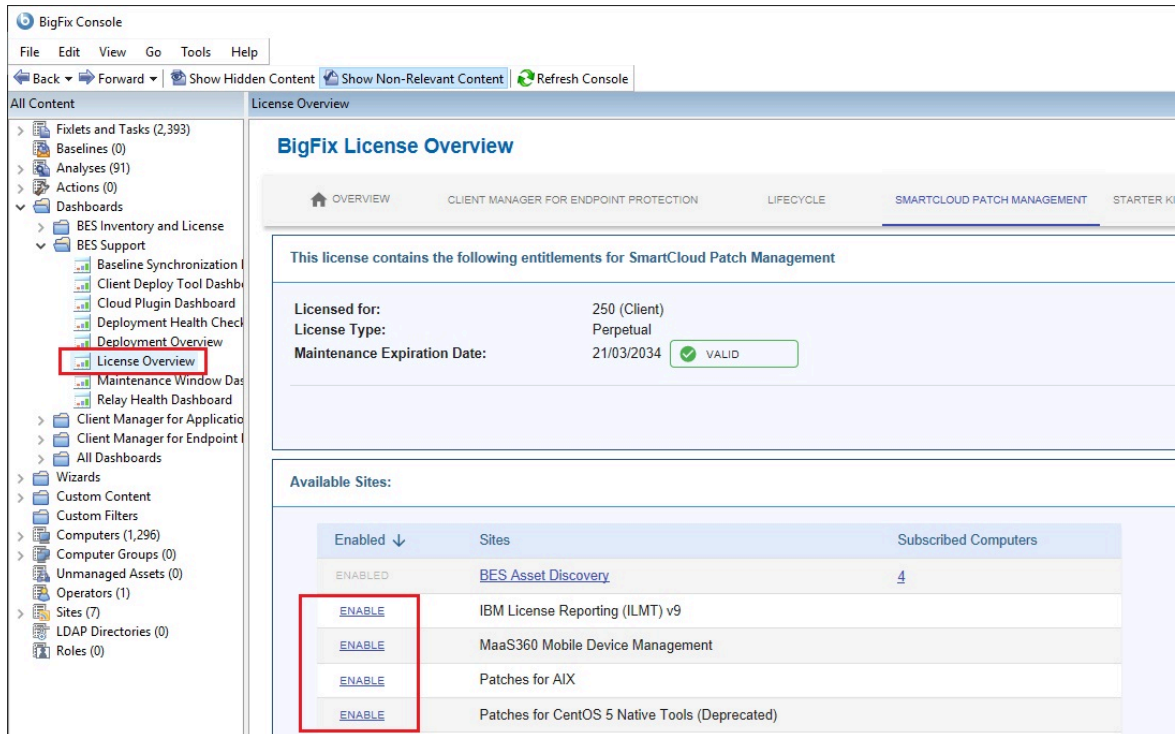 BigFix Console
File Edit View Go Tools Help
Back Forward Show Hidden Content Show Non-Relevant Content Refresh Console
All Content
Fixlets and Tasks (2,393)
Baselines (0)
Analyses (91)
Actions (0)
Dashboards
BES Inventory and License
BES Support
Baseline Synchronization
Client Deploy Tool Dashb
Cloud Plugin Dashboard
Deployment Health Check
Deployment Overview
License Overview
Maintenance Window Das
Relay Health Dashboard
Client Manager for Applicatio
Client Manager for Endpoint
All Dashboards
Wizards
Custom Content
Custom Filters
Computers (1,296)
Computer Groups (0)
Unmanaged Assets (0)
Operators (1)
Sites (7)
LDAP Directories (0)
Roles (0)
License Overview
BigFix License Overview
OVERVIEW CLIENT MANAGER FOR ENDPOINT PROTECTION LIFECYCLE SMARTCLOUD PATCH MANAGEMENT STARTER
This license contains the following entitlements for SmartCloud Patch Management
Licensed for: 250 (Client)
License Type: Perpetual
Maintenance Expiration Date: 21/03/2034 VALID
Available Sites:
Enabled Sites Subscribed Computers
ENABLED BES Asset Discovery 4
ENABLE IBM License Reporting (ILMT) v9
ENABLE MaaS360 Mobile Device Management
ENABLE Patches for AIX
ENABLE Patches for CentOS 5 Native Tools (Deprecated)